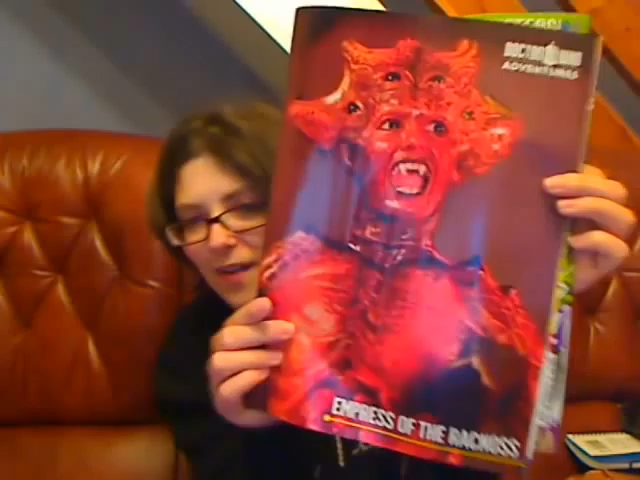 DOCTOR WHO
ADVENTURES
EMPRESS OF THE RACNOSS